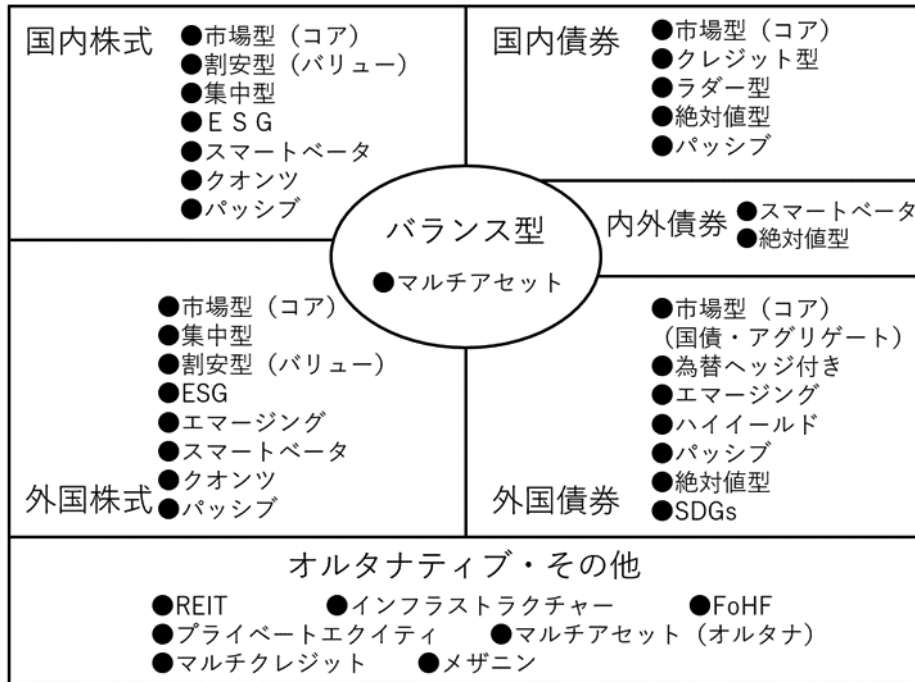 国内株式
●市場型（コア）
●割安型（バリュー）
●集中型
●ＥＳＧ
●スマートベータ
●クオンツ
●パッシブ
国内債券
●市場型（コア）
●クレジット型
●ラダー型
●絶対値型
●パッシブ
バランス型
●マルチアセット
内外債券
●スマートベータ
●絶対値型
●市場型（コア）
●集中型
●割安型（バリュー）
●ESG
●エマージング
●スマートベータ
●クオンツ
●パッシブ
外国株式
●市場型（コア）
（国債・アグリゲート）
●為替ヘッジ付き
●エマージング
●ハイイールド
●パッシブ
●絶対値型
●SDGs
外国債券
オルタナティブ・その他
●REIT ●インフラストラクチャー ●FoHF
●プライベートエクイティ ●マルチアセット（オルタナ）
●マルチクレジット ●メザニン